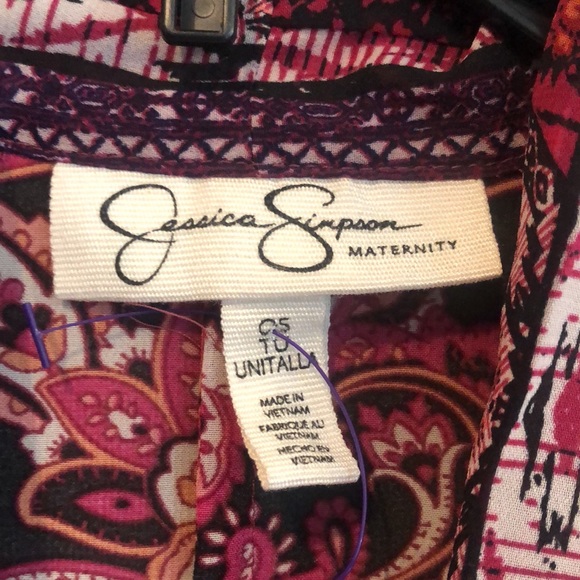 Jessica Simpson
MATERNITY
OS
TU
UNITALLA
MADE IN
VIETNAM
FABRIQUE AU
VIETNAM
HECHO EN
VIETNAM